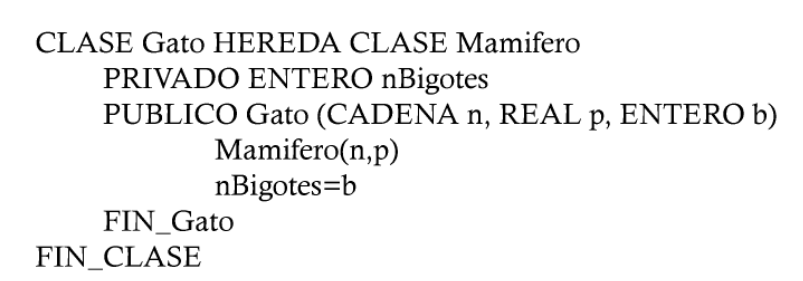 CLASE Gato HEREDA CLASE Mamifero
PRIVADO ENTERO nBigotes
PUBLICO Gato (CADENA n, REAL p, ENTERO b)
Mamifero(n,p)
nBigotes=b
FIN_Gato
FIN_CLASE